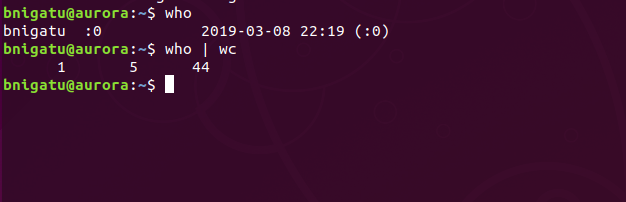 bnigatu@aurora:~$ who
bnigatu  :0           2019-03-08 22:19 (:0)
bnigatu@aurora:~$ who | wc
      1       5      44
bnigatu@aurora:~$